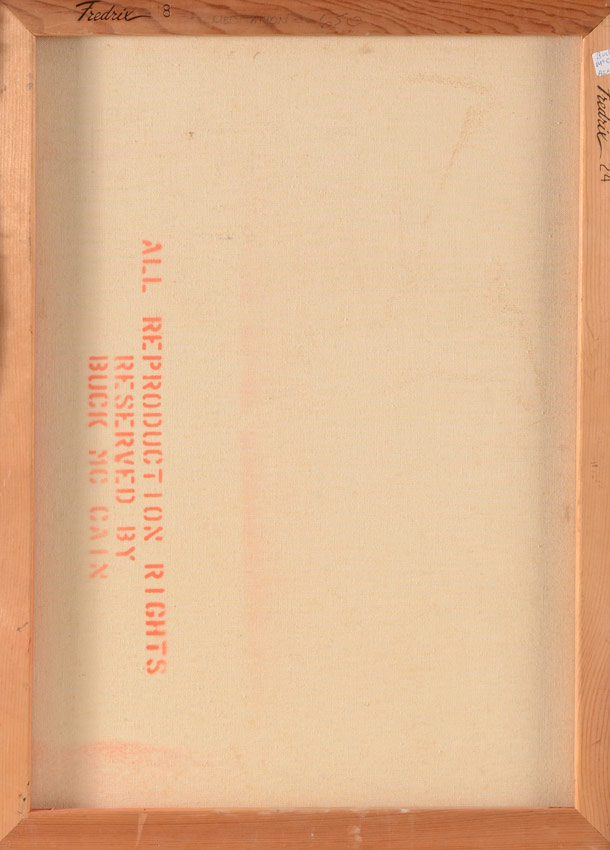 Fredrix 8
Fredrix 24
ALL REPRODUCTION RIGHTS
RESERVED BY
BUCK MC CAIN